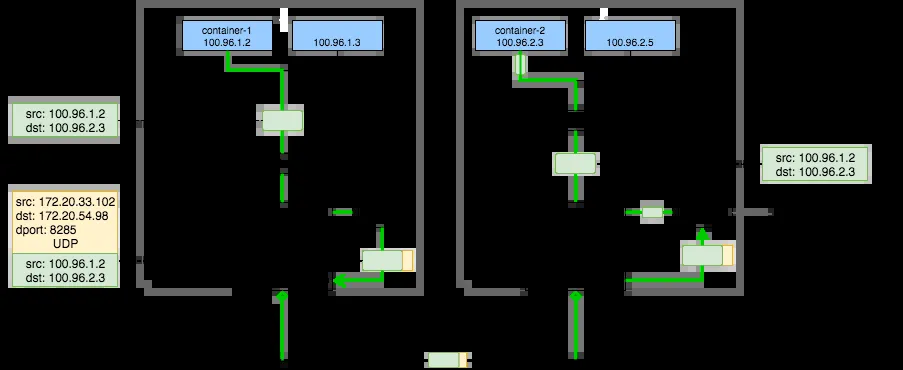 container-1
100.96.1.2
100.96.1.3
container-2
100.96.2.3
100.96.2.5
src: 100.96.1.2
dst: 100.96.2.3
src: 100.96.1.2
dst: 100.96.2.3
src: 172.20.33.102
dst: 172.20.54.98
dport: 8285
UDP
src: 100.96.1.2
dst: 100.96.2.3